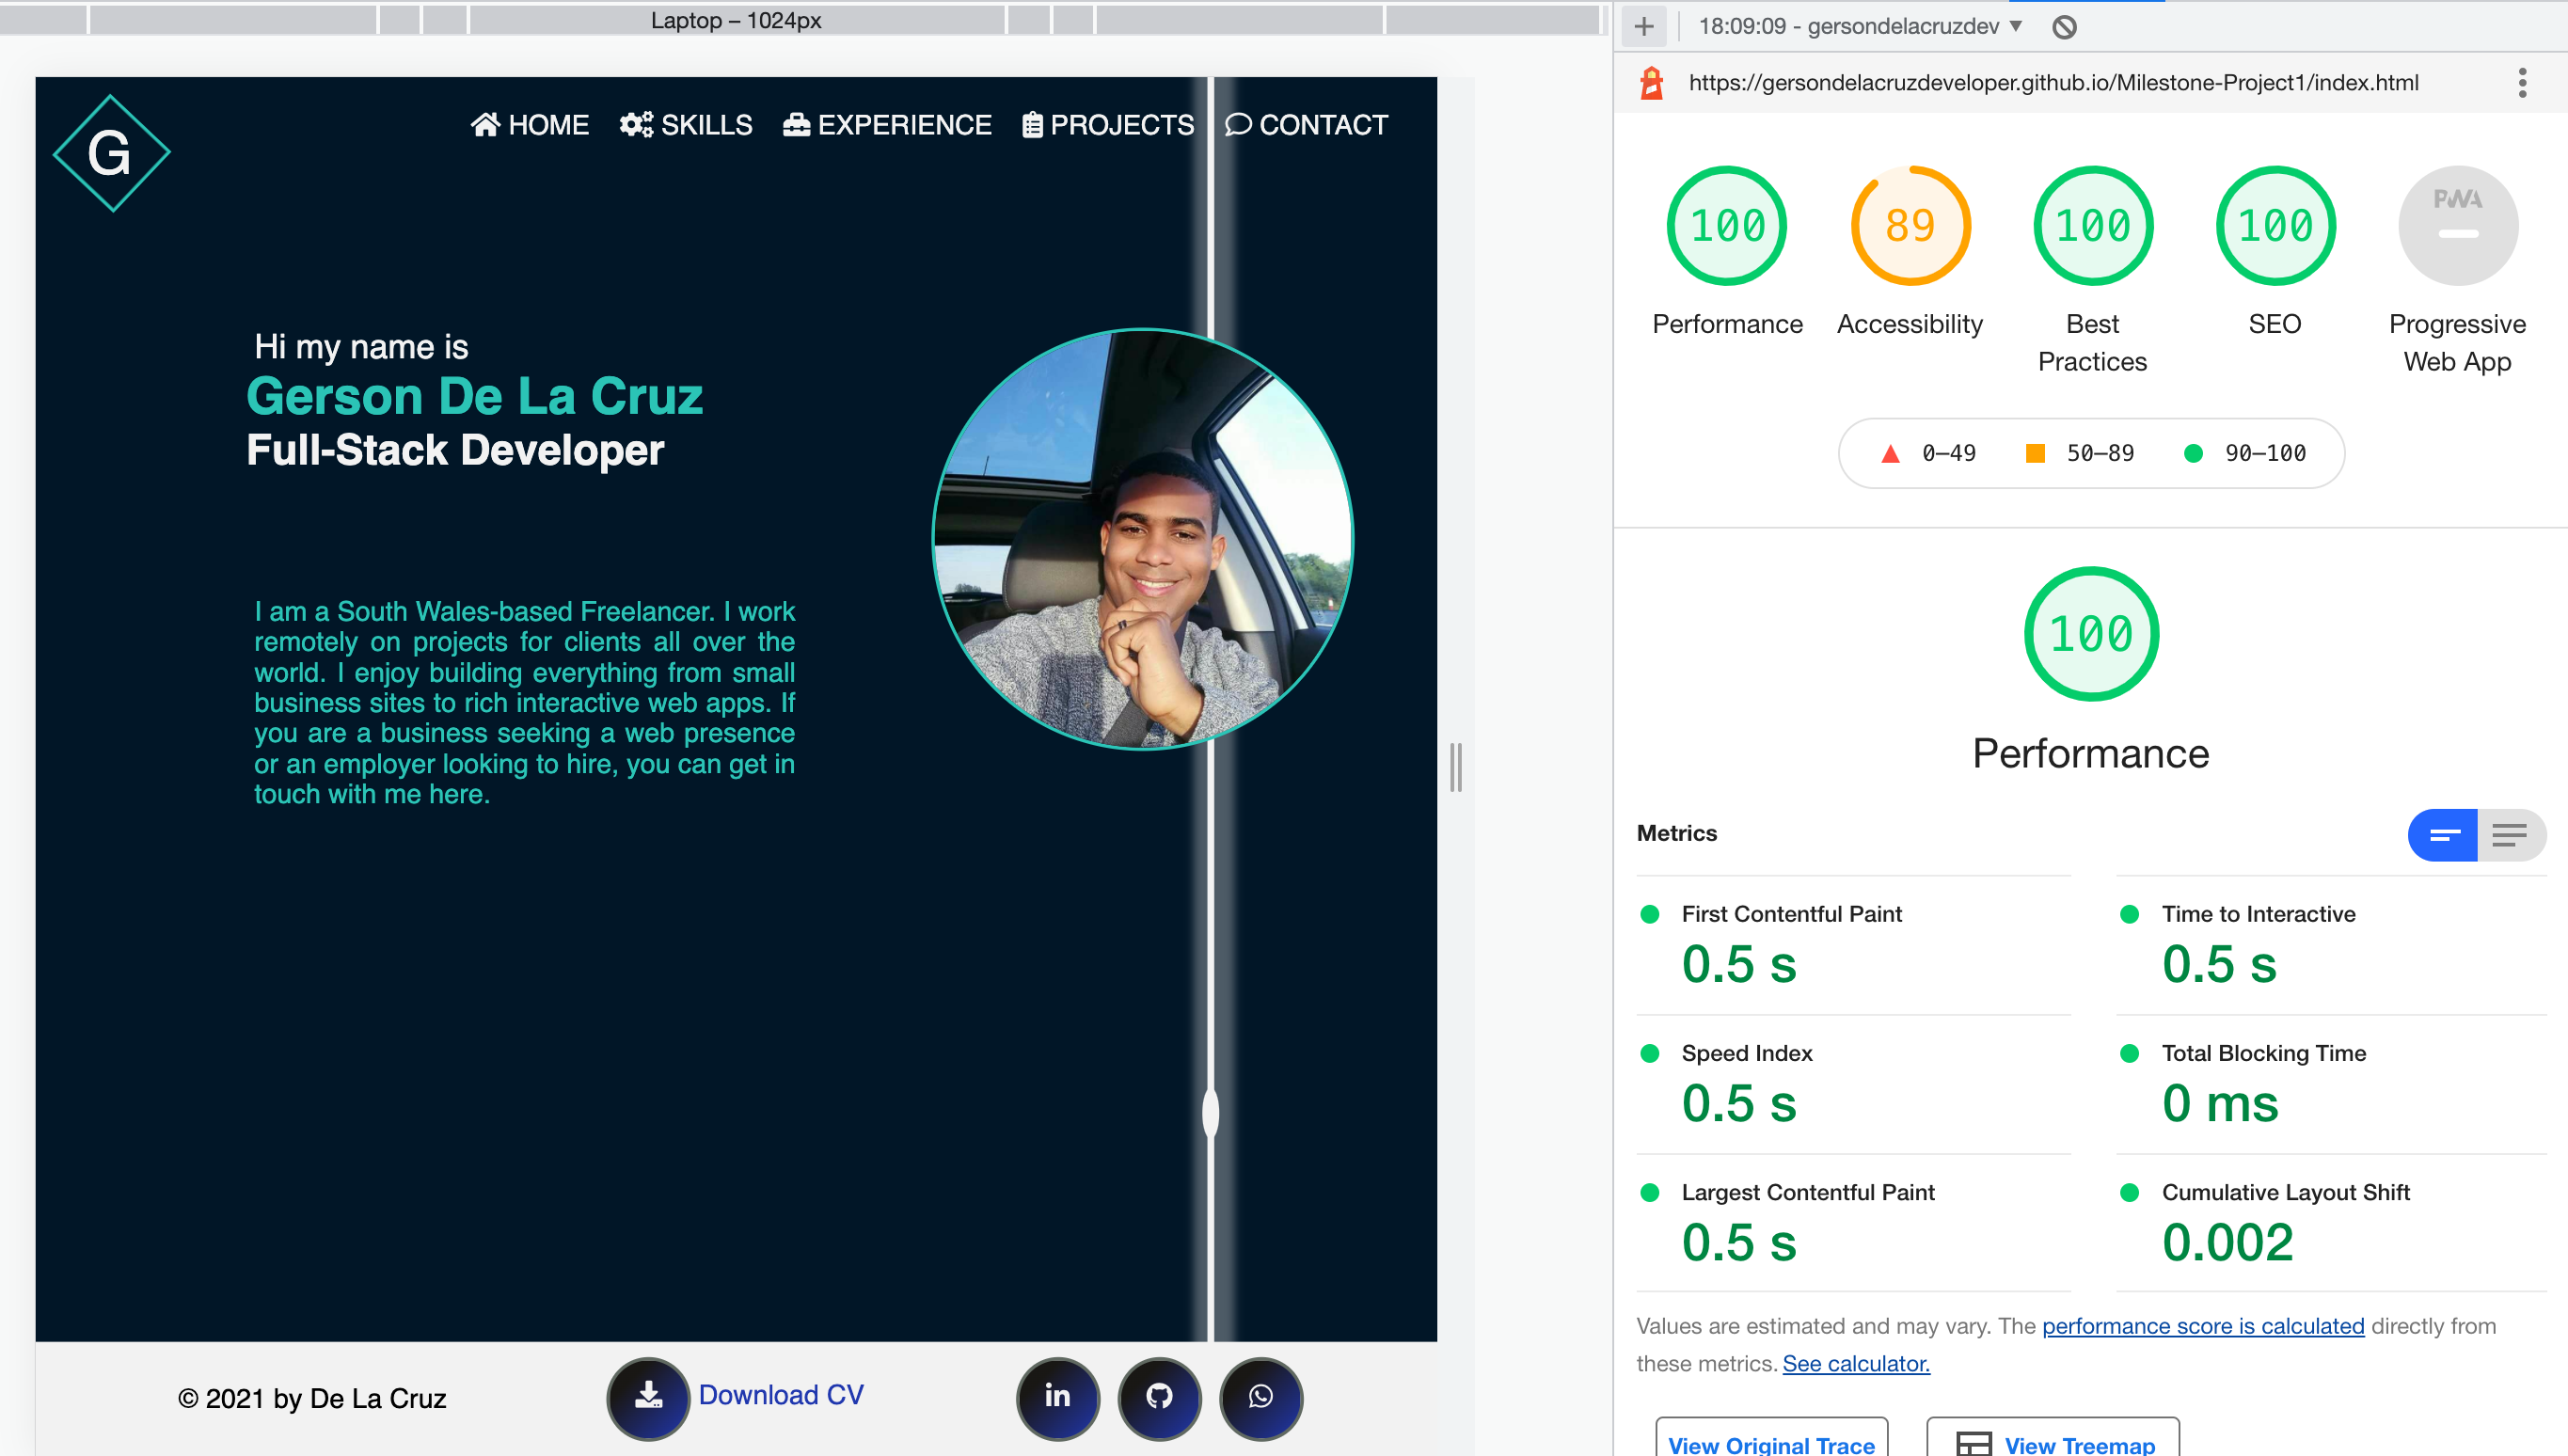 Laptop – 1024px
G
HOME SKILLS EXPERIENCE PROJECTS CONTACT
Hi my name is
Gerson De La Cruz
Full-Stack Developer
I am a South Wales-based Freelancer. I work
remotely on projects for clients all over the
world. I enjoy building everything from small
business sites to rich interactive web apps. If
you are a business seeking a web presence
or an employer looking to hire, you can get in
touch with me here.
© 2021 by De La Cruz
Download CV
in
18:09:09 - gersondelacruzdev
https://gersondelacruzdeveloper.github.io/Milestone-Project1/index.html
100
Performance
89
Accessibility
100
Best
Practices
100
SEO
PWA
Progressive
Web App
0–49
50–89
90–100
100
Performance
Metrics
First Contentful Paint
0.5 s
Time to Interactive
0.5 s
Speed Index
0.5 s
Total Blocking Time
0 ms
Largest Contentful Paint
0.5 s
Cumulative Layout Shift
0.002
Values are estimated and may vary. The performance score is calculated directly from
these metrics. See calculator.
View Original Trace
View Treemap